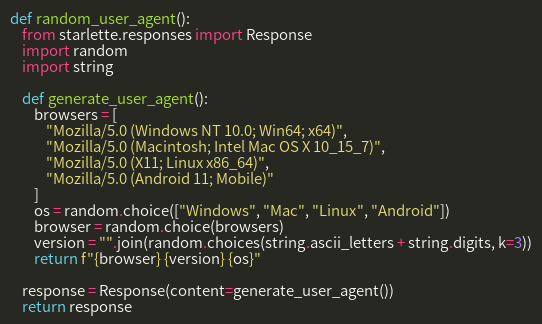 def random_user_agent():
    from starlette.responses import Response
    import random
    import string

    def generate_user_agent():
        browsers = [
            "Mozilla/5.0 (Windows NT 10.0; Win64; x64)",
            "Mozilla/5.0 (Macintosh; Intel Mac OS X 10_15_7)",
            "Mozilla/5.0 (X11; Linux x86_64)",
            "Mozilla/5.0 (Android 11; Mobile)"
        ]
        os = random.choice(["Windows", "Mac", "Linux", "Android"])
        browser = random.choice(browsers)
        version = "".join(random.choices(string.ascii_letters + string.digits, k=3))
        return f"{browser} {version} {os}"

    response = Response(content=generate_user_agent())
    return response